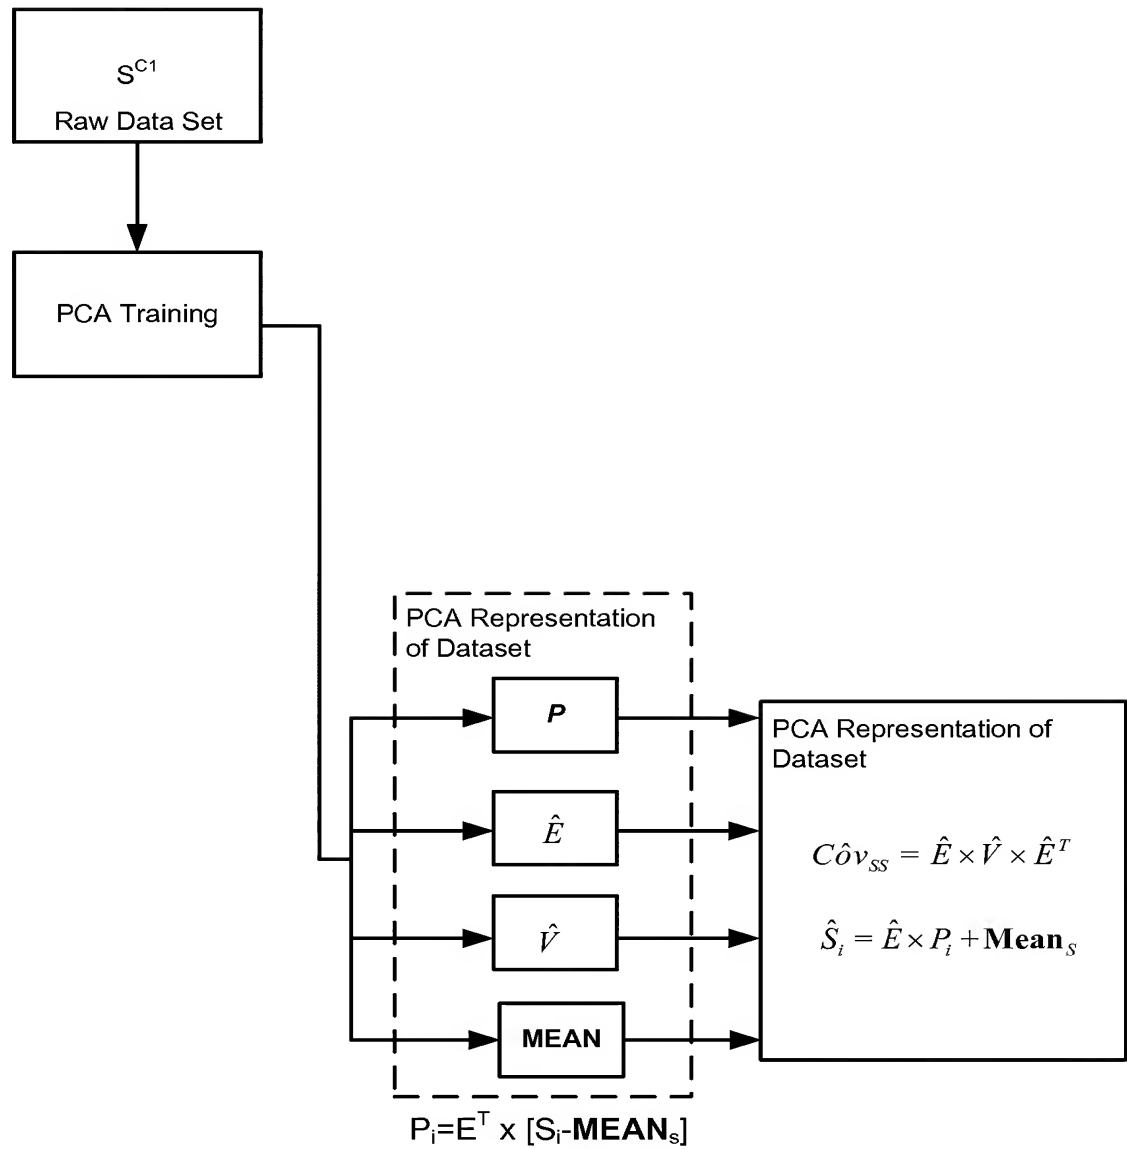 S^C1
Raw Data Set
PCA Training
PCA Representation
of Dataset
P
Ê
V̂
MEAN
PCA Representation of
Dataset
Côv_SS = Ê × V̂ × Ê^T
Ŝ_i = Ê × P_i + Mean_S
P_i=E^T x [S_i-MEAN_s]